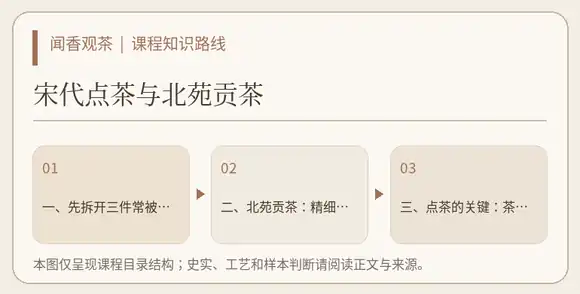 闻香观茶｜课程知识路线
宋代点茶与北苑贡茶
01
一、先拆开三件常被…
02
二、北苑贡茶：精细…
03
三、点茶的关键：茶…
本图仅呈现课程目录结构；史实、工艺和样本判断请阅读正文与来源。